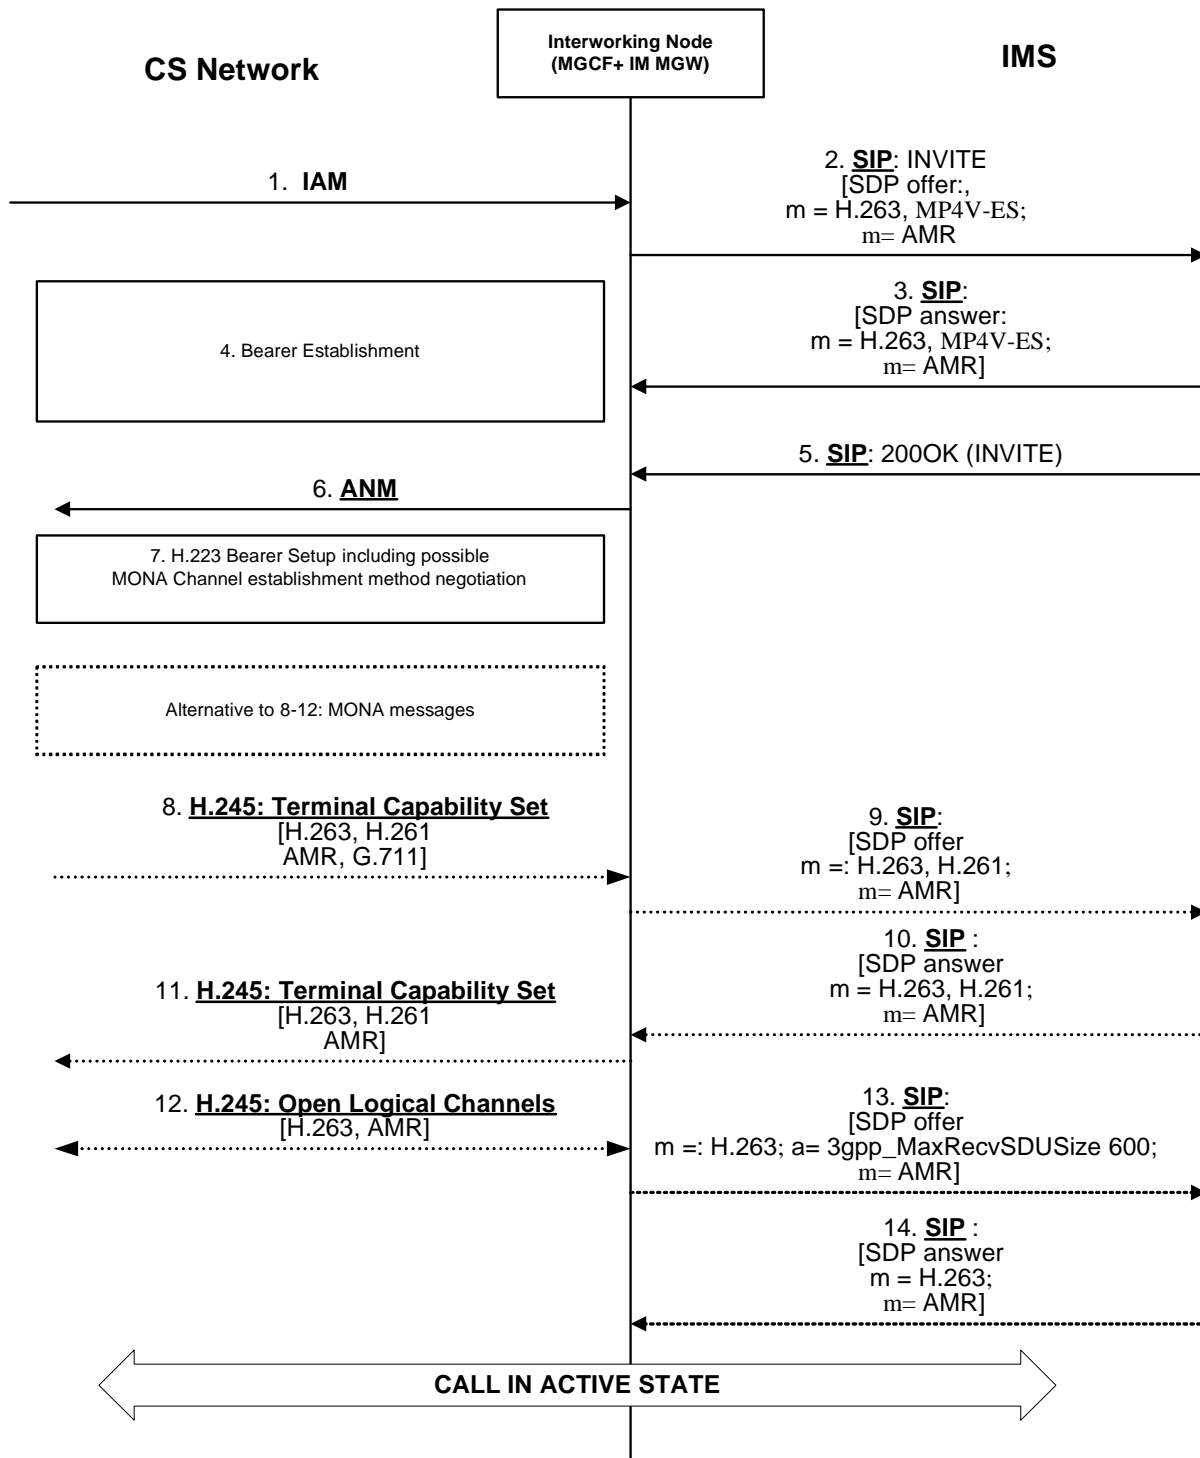 CS Network
Interworking Node
(MGCF+ IM MGW)
IMS
1. IAM
2. SIP: INVITE
[SDP offer:,
m = H.263, MP4V-ES;
m= AMR
3. SIP:
[SDP answer:
m = H.263, MP4V-ES;
m= AMR]
4. Bearer Establishment
5. SIP: 200OK (INVITE)
6. ANM
7. H.223 Bearer Setup including possible
MONA Channel establishment method negotiation
Alternative to 8-12: MONA messages
8. H.245: Terminal Capability Set
[H.263, H.261
AMR, G.711]
9. SIP:
[SDP offer
m =: H.263, H.261;
m= AMR]
10. SIP :
[SDP answer
m = H.263, H.261;
m= AMR]
11. H.245: Terminal Capability Set
[H.263, H.261
AMR]
12. H.245: Open Logical Channels
[H.263, AMR]
13. SIP:
[SDP offer
m =: H.263; a= 3gpp_MaxRecvSDUSize 600;
m= AMR]
14. SIP :
[SDP answer
m = H.263;
m= AMR]
CALL IN ACTIVE STATE